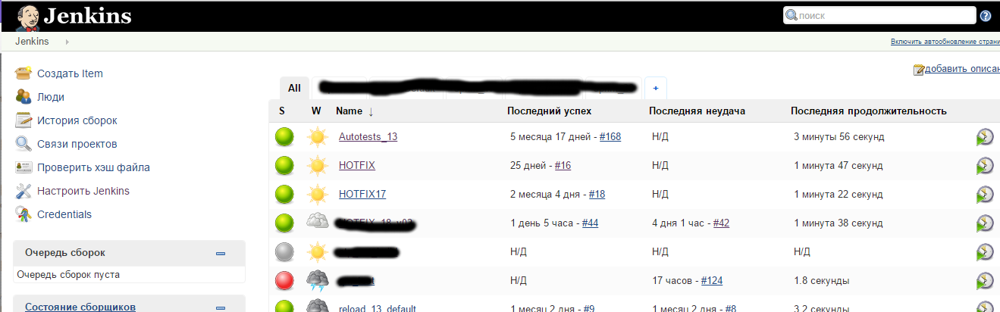 Jenkins
поиск
Jenkins
Включить автообновление страни
Создать Item
Люди
История сборок
Связи проектов
Проверить хэш файла
Настроить Jenkins
Credentials
Очередь сборок
Очередь сборок пуста
Состояние сборщиков
добавить описан
All +
S W Name ↓ Последний успех Последняя неудача Последняя продолжительность
Autotests_13 5 месяца 17 дней - #168 Н/Д 3 минуты 56 секунд
HOTFIX 25 дней - #16 Н/Д 1 минута 47 секунд
HOTFIX17 2 месяца 4 дня - #18 Н/Д 1 минута 22 секунд
1 день 5 часа - #44 4 дня 1 час - #42 1 минута 38 секунд
Н/Д Н/Д Н/Д
Н/Д 17 часов - #124 1.8 секунды
reload_13_default 1 месяц 2 дня - #9 1 месяц 2 дня - #8 3.2 секунды